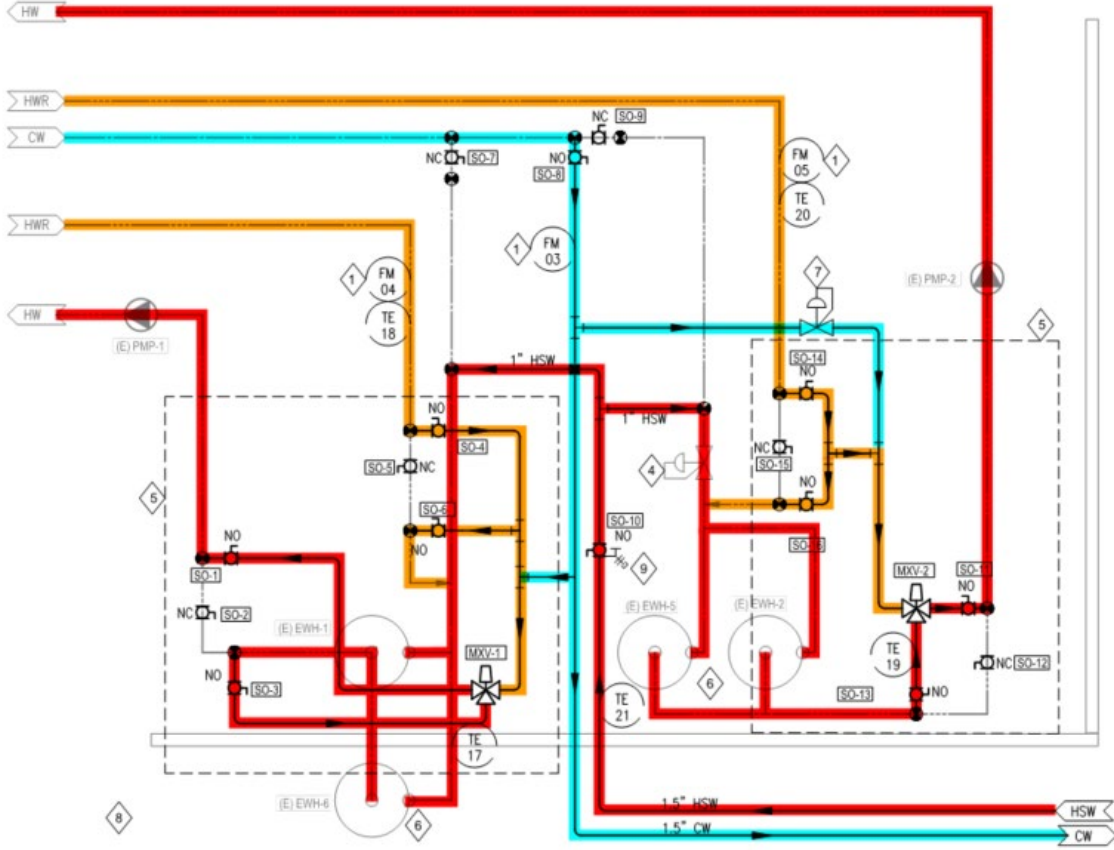 HW
HWR
CW
NC
SO-9
NC
SO-7
NO
SO-8
FM
05
1
TE
20
HWR
1
FM
03
1
FM
04
TE
18
7
(E) PMP-2
HW
(E) PMP-1
5
1" HSW
SO-14
NO
NO
1" HSW
SO-4
NC
SO-15
SO-5
NC
4
5
SO-6
NO
NO
SO-10
NO
SO-16
NO
9
SO-1
MXV-2
SO-11
NO
NC
SO-2
(E) EWH-1
(E) EWH-5
(E) EWH-2
MXV-1
TE
19
NC
SO-12
NO
SO-3
6
SO-13
NO
TE
21
TE
17
(E) EWH-6
6
8
1.5" HSW
HSW
1.5" CW
CW